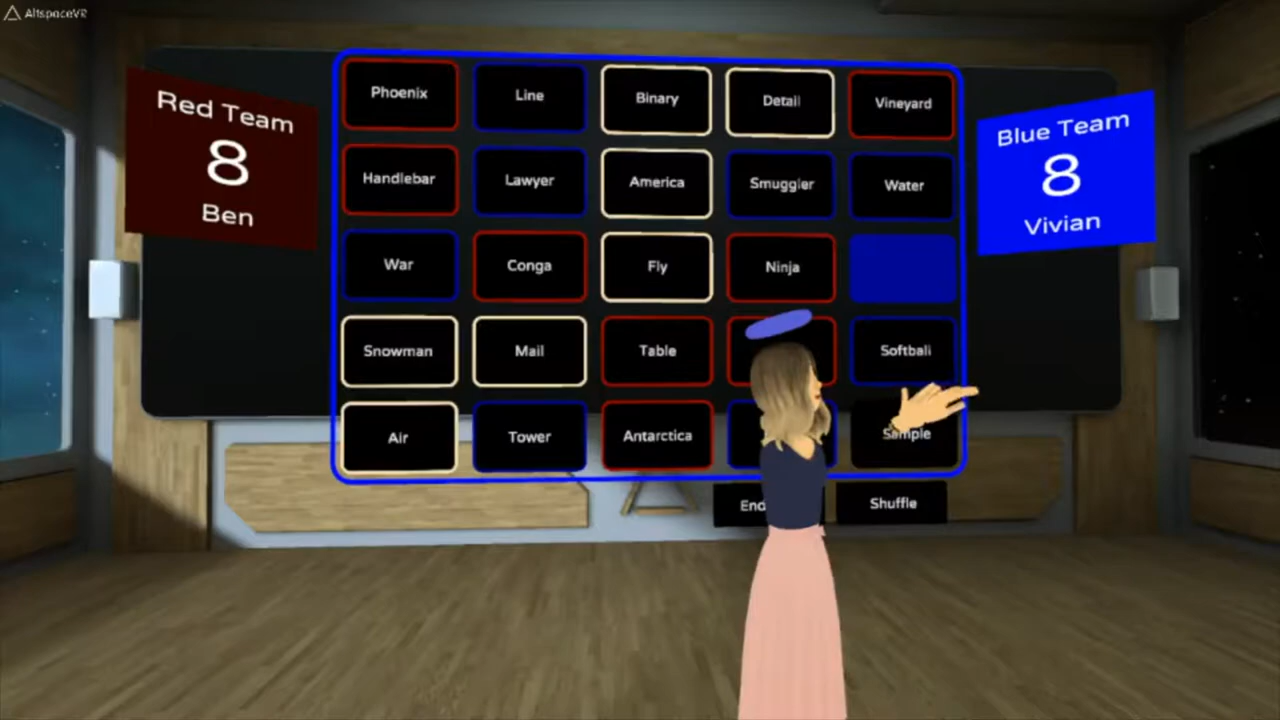 AltspaceVR
Red Team
8
Ben
Blue Team
8
Vivian
Phoenix
Line
Binary
Detail
Vineyard
Handlebar
Lawyer
America
Smuggler
Water
War
Conga
Fly
Ninja
Snowman
Mail
Table
Softball
Air
Tower
Antarctica
Sample
End
Shuffle